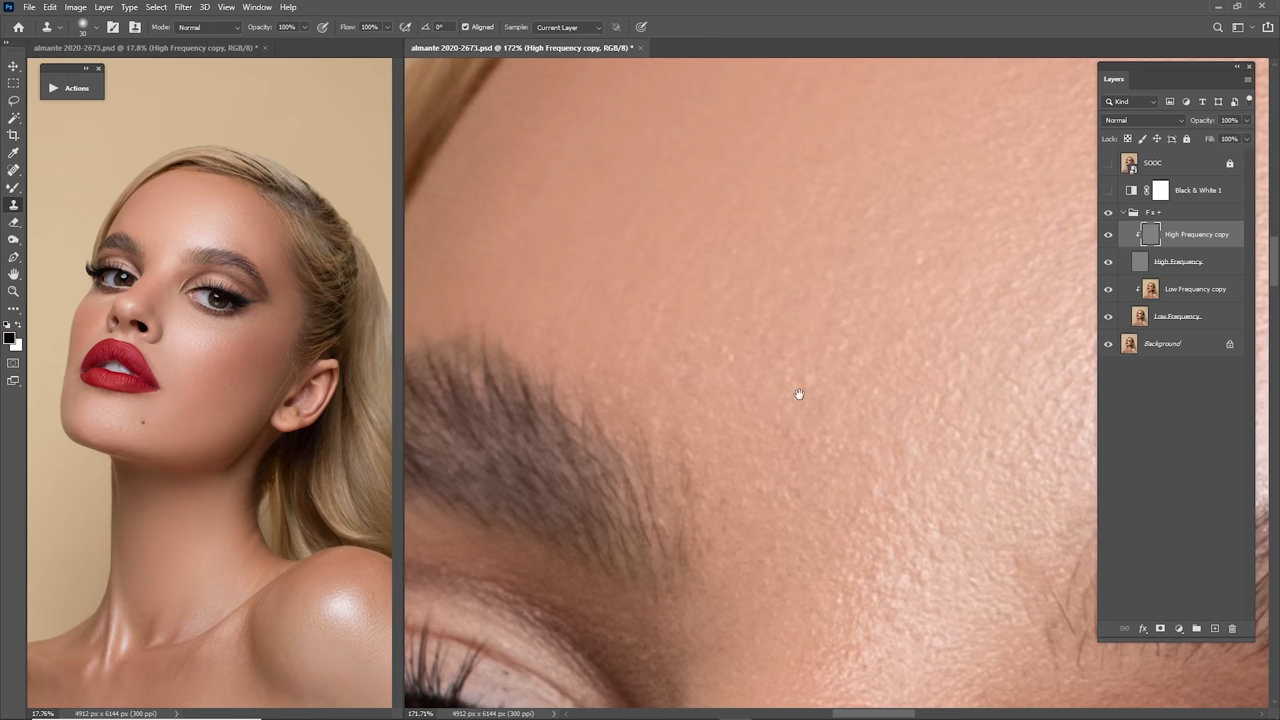 Ps File Edit Image Layer Type Select Filter 3D View Window Help
30 Mode: Normal Opacity: 100% Flow: 100% 0° Aligned Sample: Current Layer
almante 2020-2673.psd @ 17.8% (High Frequency copy, RGB/8) * ×
almante 2020-2673.psd @ 172% (High Frequency copy, RGB/8) * ×
Actions
Layers
Kind
Normal Opacity: 100%
Lock: Fill: 100%
SOOC
Black & White 1
F s +
High Frequency copy
High Frequency
Low Frequency copy
Low Frequency
Background
fx
17.76% 4912 px x 6144 px (300 ppi)
171.71% 4912 px x 6144 px (300 ppi)